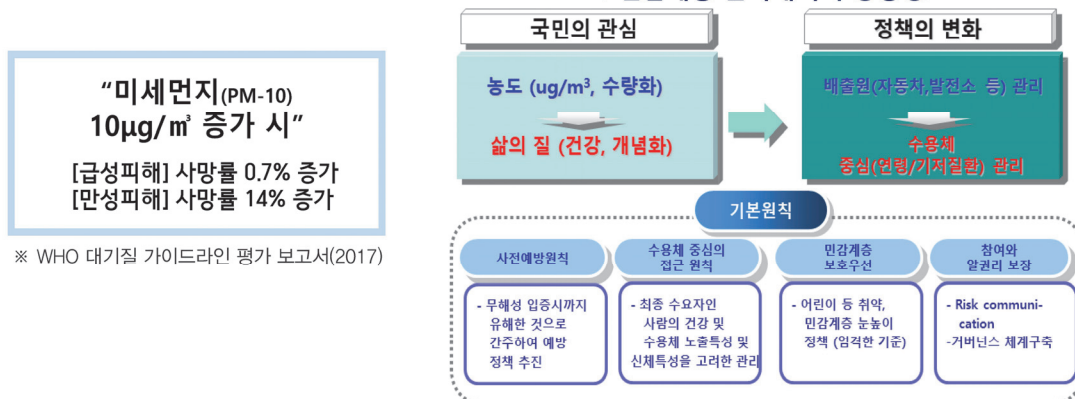 "미세먼지(PM-10)
10μg/㎥ 증가 시"
[급성피해] 사망률 0.7% 증가
[만성피해] 사망률 14% 증가
※ WHO 대기질 가이드라인 평가 보고서(2017)
국민의 관심
농도 (ug/m³, 수량화)
삶의 질 (건강, 개념화)
정책의 변화
배출원(자동차,발전소 등) 관리
수용체
중심(연령/기저질환) 관리
기본원칙
사전예방원칙
- 무해성 입증시까지
유해한 것으로
간주하여 예방
정책 추진
수용체 중심의
접근 원칙
- 최종 수요자인
사람의 건강 및
수용체 노출특성 및
신체특성을 고려한 관리
민감계층
보호우선
- 어린이 등 취약,
민감계층 눈높이
정책 (엄격한 기준)
참여와
알권리 보장
- Risk communi-
cation
-거버넌스 체계구축